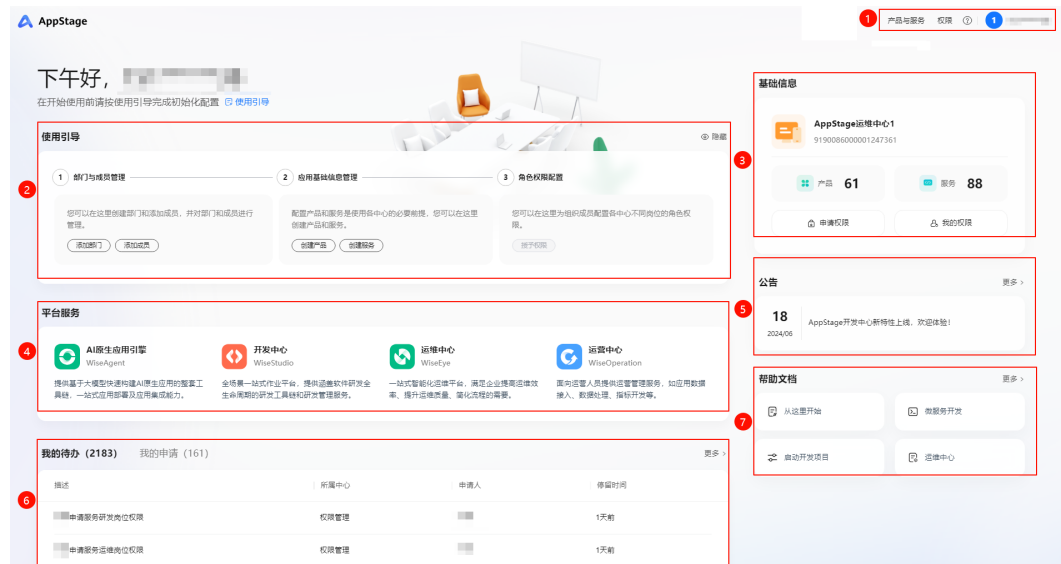 AppStage
1
产品与服务 权限 ? 1
下午好，
在开始使用前请按使用引导完成初始化配置 使用引导
2
使用引导 隐藏
1 部门与成员管理
您可以在这里创建部门和添加成员，并对部门和成员进行管理。
添加部门 添加成员
2 应用基础信息管理
配置产品和服务是使用各中心的必要前提，您可以在这里创建产品和服务。
创建产品 创建服务
3 角色权限配置
您可以在这里为组织成员配置各中心不同岗位的角色权限。
授予权限
3
基础信息
AppStage运维中心1
9190086000001247361
产品 61
服务 88
申请权限
我的权限
4
平台服务
AI原生应用引擎
WiseAgent
提供基于大模型快速构建AI原生应用的整套工具链，一站式应用部署及应用集成能力。
开发中心
WiseStudio
全场景一站式作业平台，提供涵盖软件研发全生命周期的研发工具链和研发管理服务。
运维中心
WiseEye
一站式智能化运维平台，满足企业提高运维效率、提升运维质量、简化流程的需要。
运营中心
WiseOperation
面向运营人员提供运营管理服务，如应用数据接入、数据处理、指标开发等。
5
公告 更多
18
2024/06
AppStage开发中心新特性上线，欢迎体验！
6
我的待办（2183） 我的申请（161） 更多
描述 所属中心 申请人 停留时间
申请服务研发岗位权限 权限管理 1天前
申请服务运维岗位权限 权限管理 1天前
7
帮助文档 更多
从这里开始
微服务开发
启动开发项目
运维中心